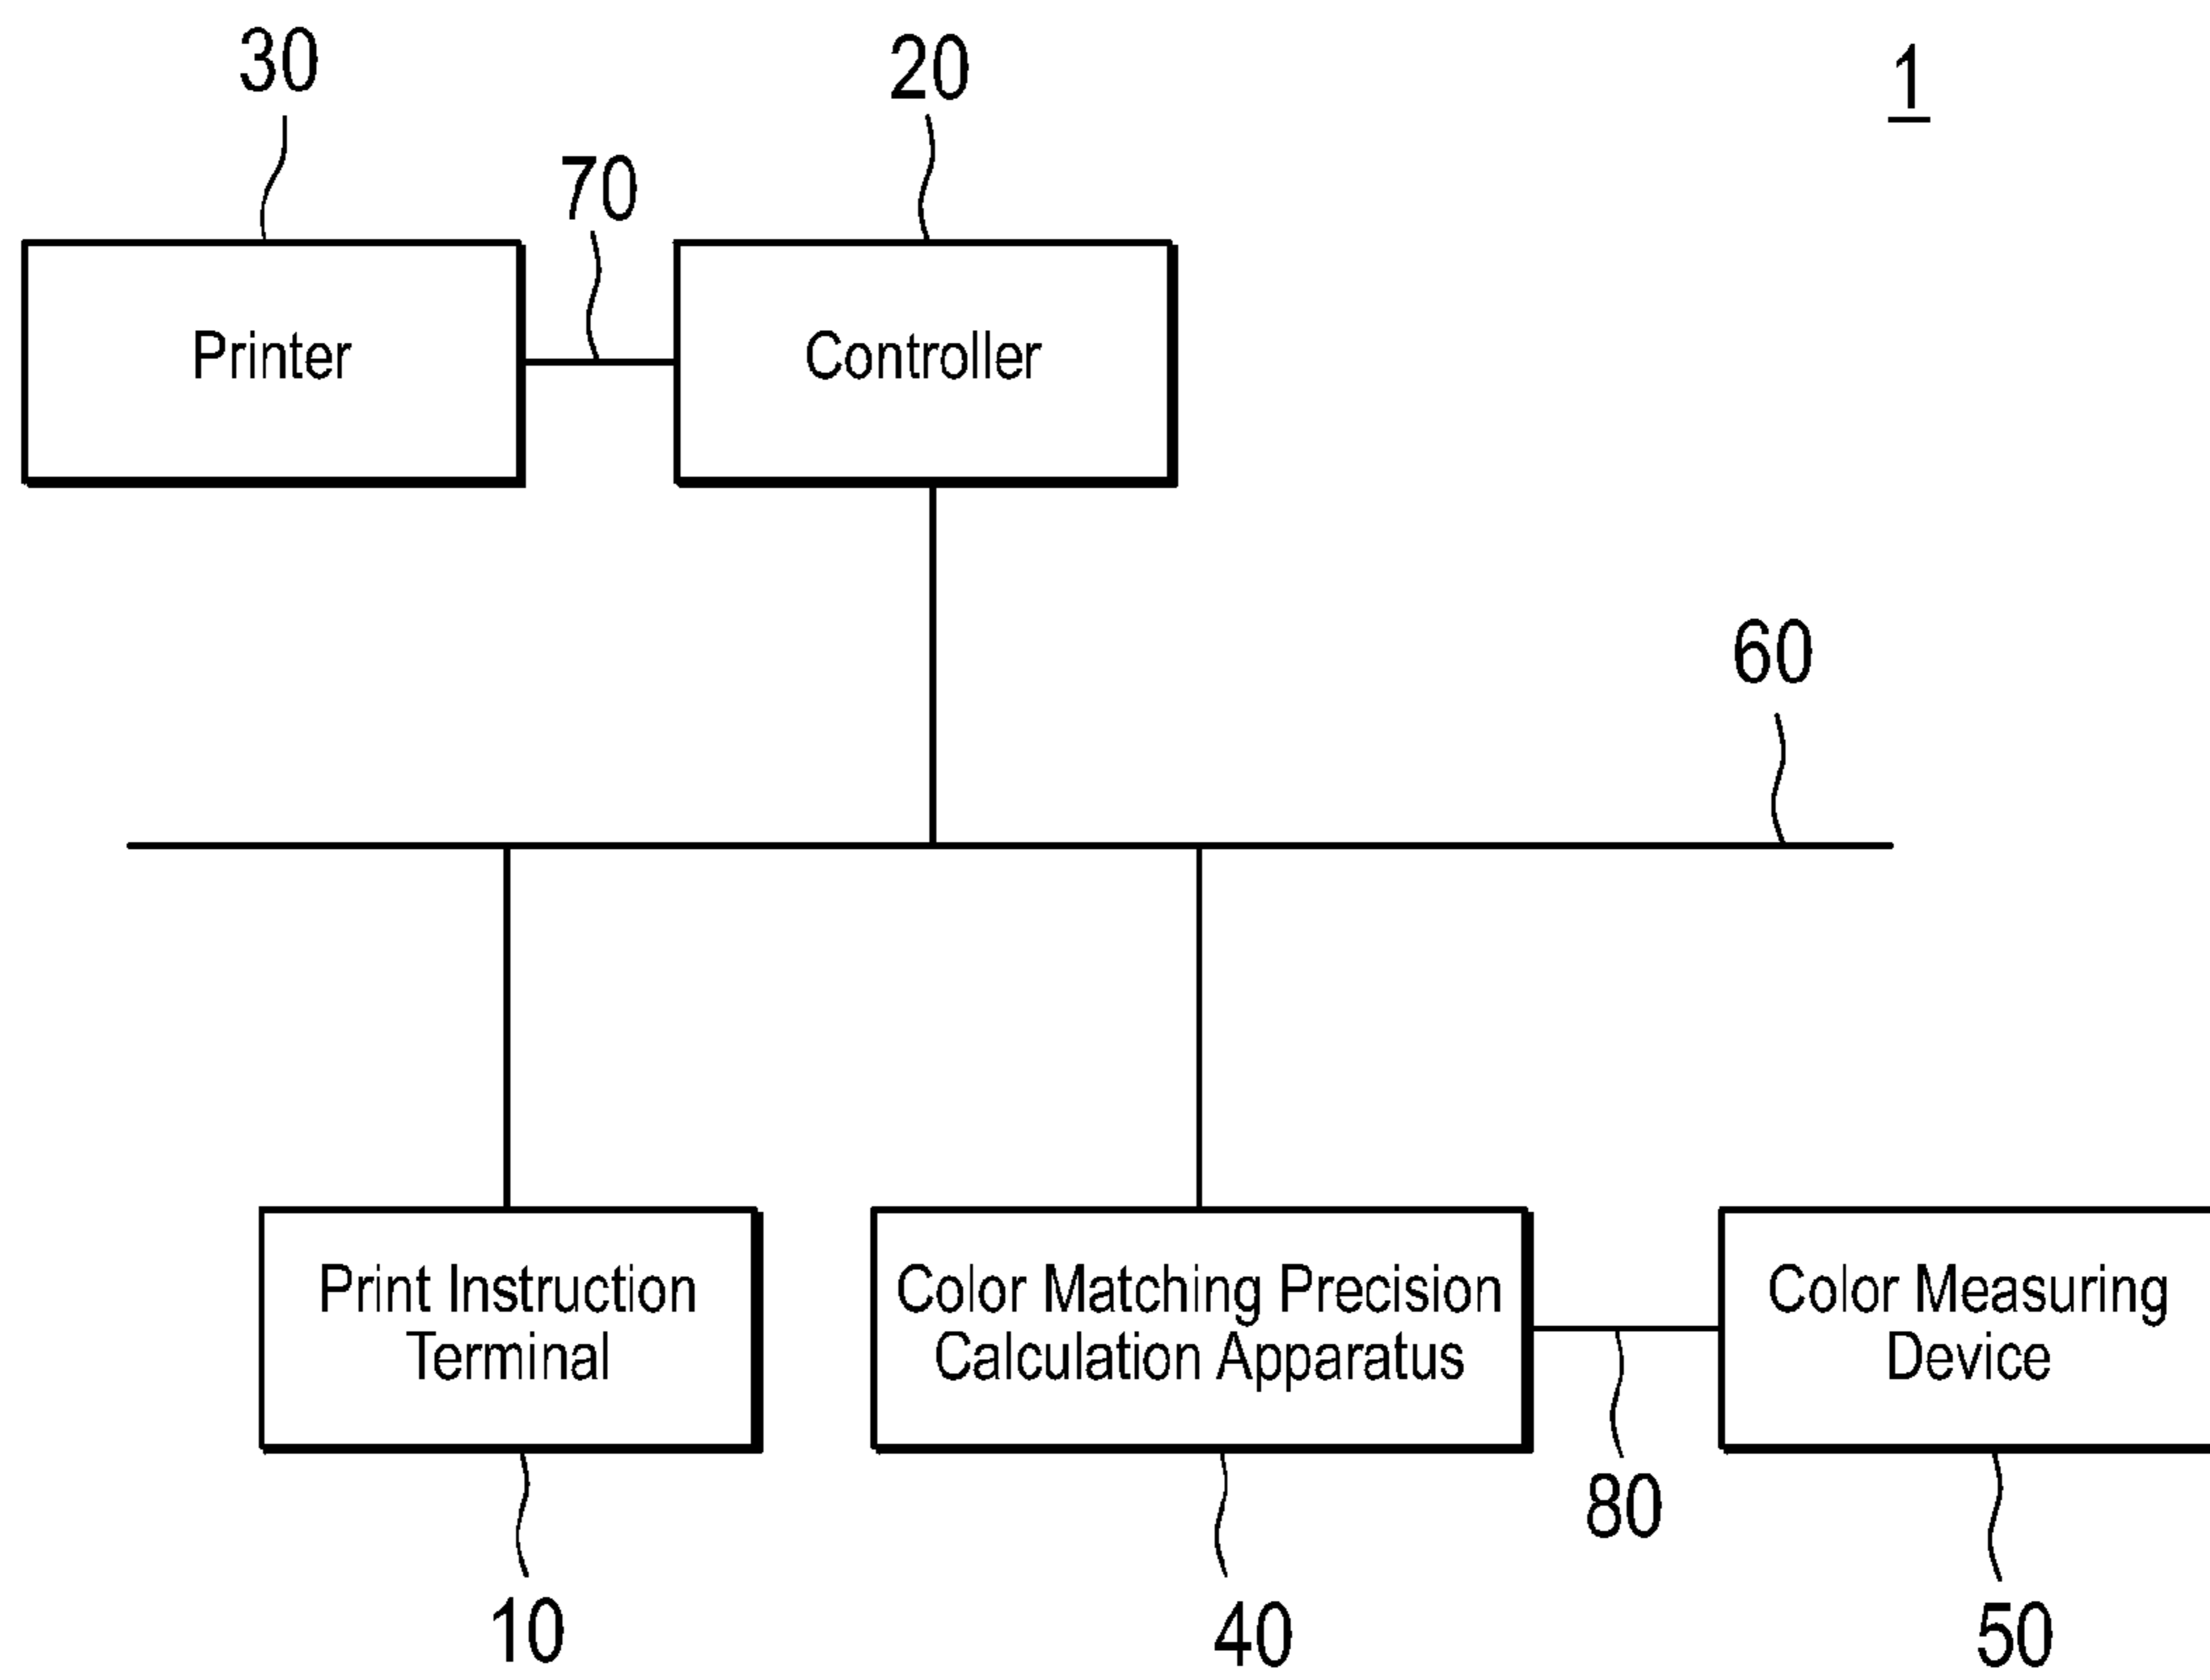 30
20
1
70
Printer
Controller
60
Print Instruction
Terminal
Color Matching Precision
Calculation Apparatus
Color Measuring
Device
80
10
40
50